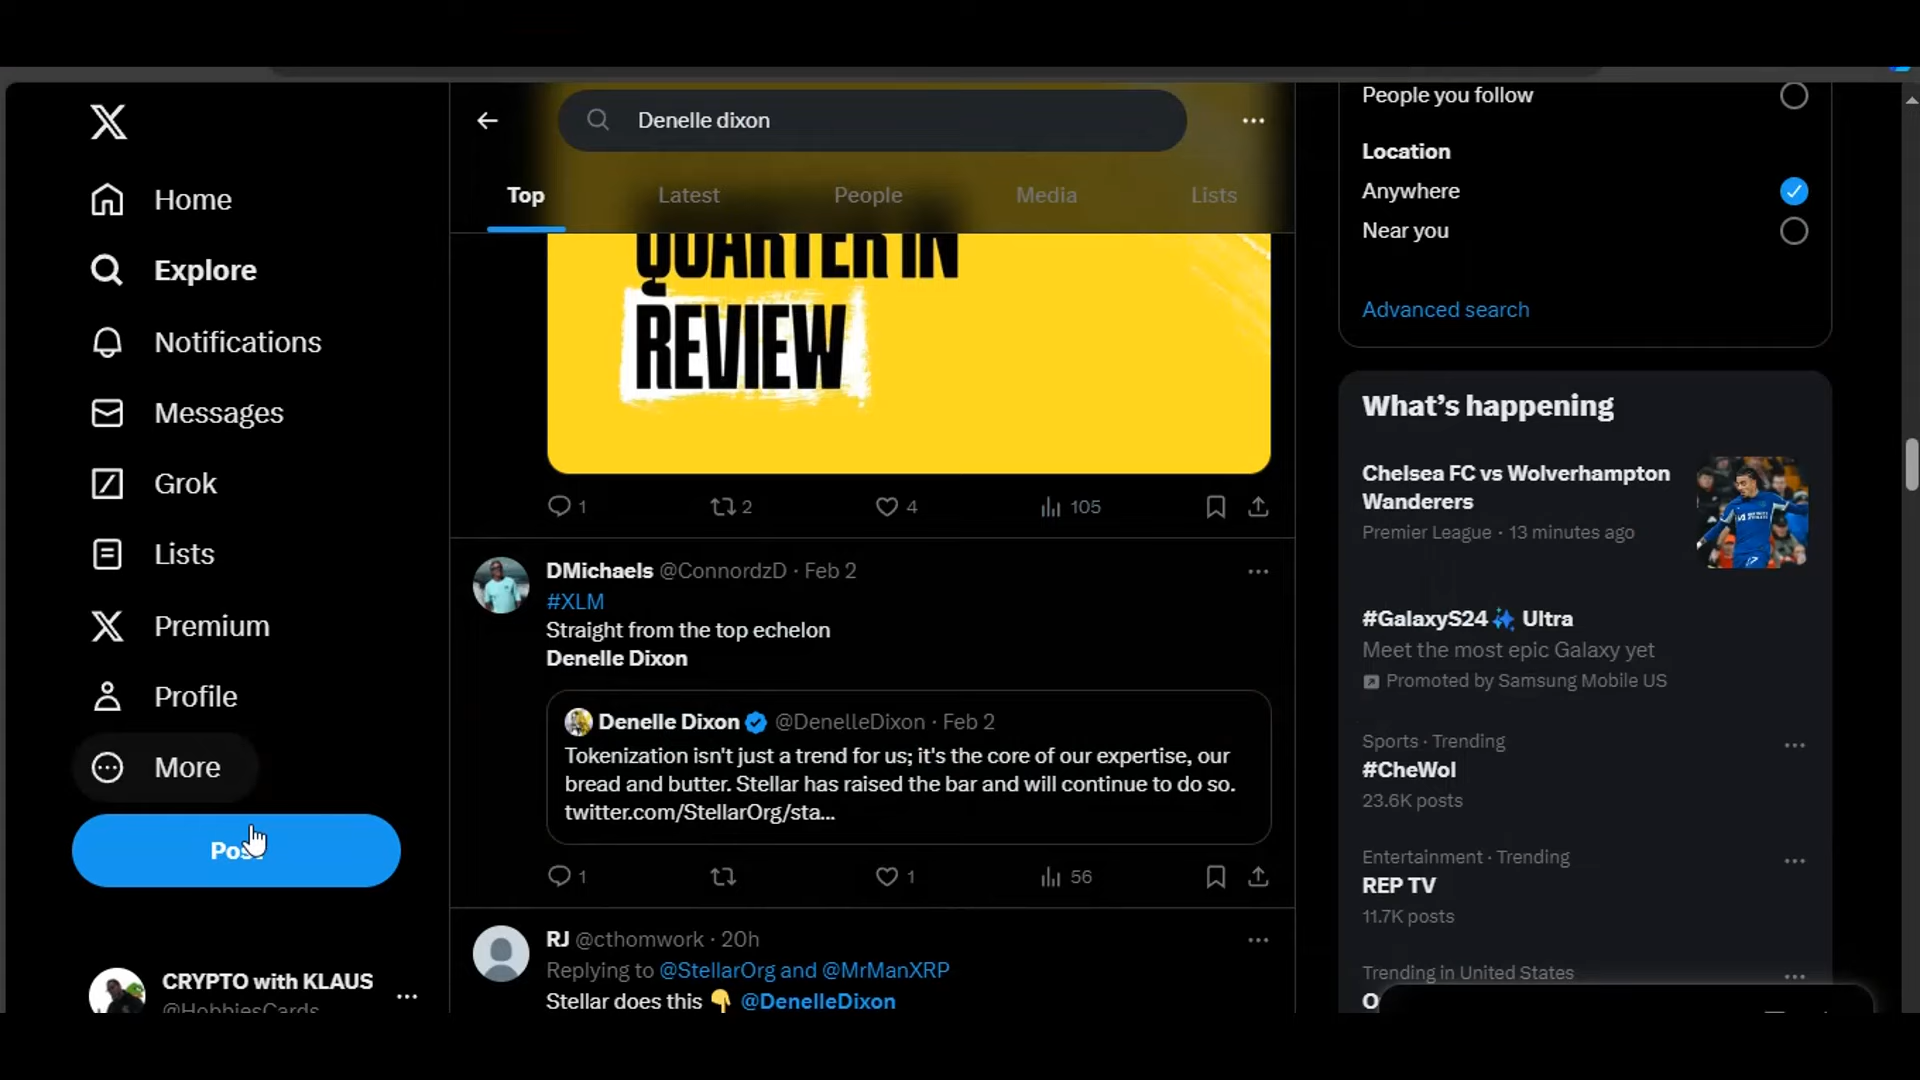 Home
Explore
Notifications
Messages
Grok
Lists
Premium
Profile
More
Post
CRYPTO with KLAUS
@HobbiesCards
Denelle dixon
Top
Latest
People
Media
Lists
QUARTER IN
REVIEW
1
2
4
105
DMichaels @ConnordzD · Feb 2
#XLM
Straight from the top echelon
Denelle Dixon
Denelle Dixon @DenelleDixon · Feb 2
Tokenization isn't just a trend for us; it's the core of our expertise, our
bread and butter. Stellar has raised the bar and will continue to do so.
twitter.com/StellarOrg/sta...
1
1
56
RJ @cthomwork · 20h
Replying to @StellarOrg and @MrManXRP
Stellar does this 👇 @DenelleDixon
People you follow
Location
Anywhere
Near you
Advanced search
What's happening
Chelsea FC vs Wolverhampton
Wanderers
Premier League · 13 minutes ago
#GalaxyS24 Ultra
Meet the most epic Galaxy yet
Promoted by Samsung Mobile US
Sports · Trending
#CheWol
23.6K posts
Entertainment · Trending
REP TV
11.7K posts
Trending in United States